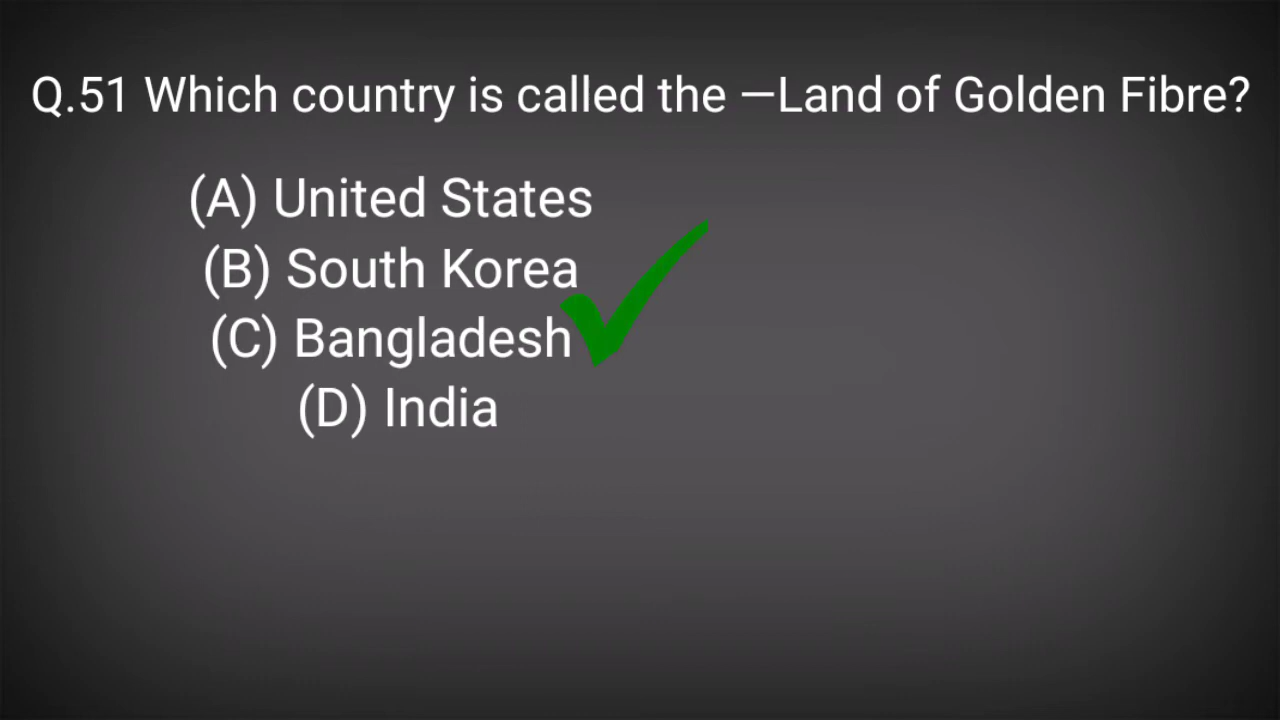 Q.51 Which country is called the —Land of Golden Fibre?
(A) United States
(B) South Korea
(C) Bangladesh
(D) India